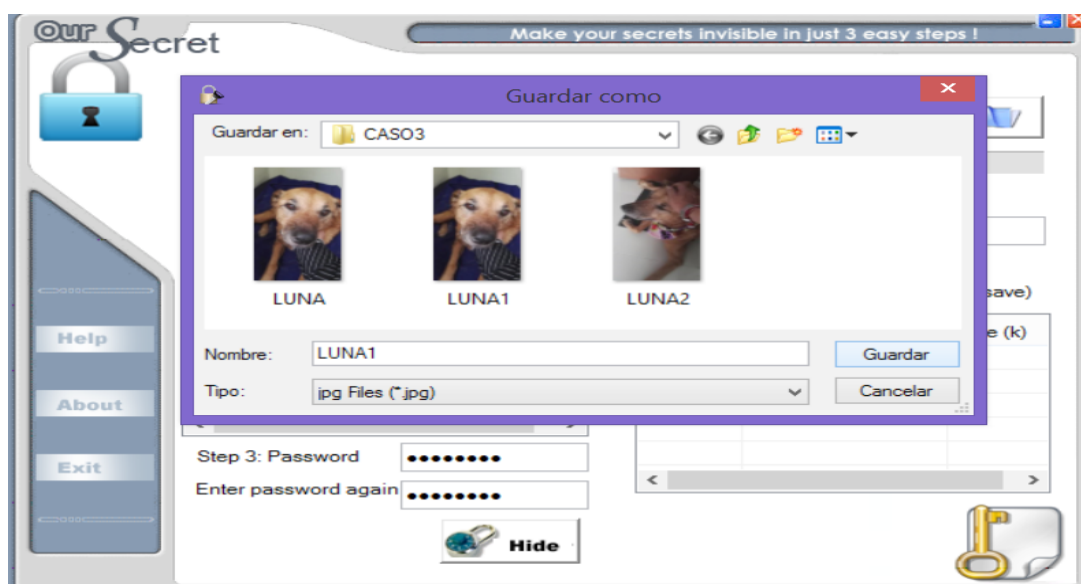 Our Secret
Make your secrets invisible in just 3 easy steps !
Guardar como
Guardar en: CASO3
LUNA LUNA1 LUNA2
save)
Help
Nombre: LUNA1 Guardar
e (k)
Tipo: jpg Files (*.jpg) Cancelar
About
Step 3: Password
Exit
Enter password again
Hide